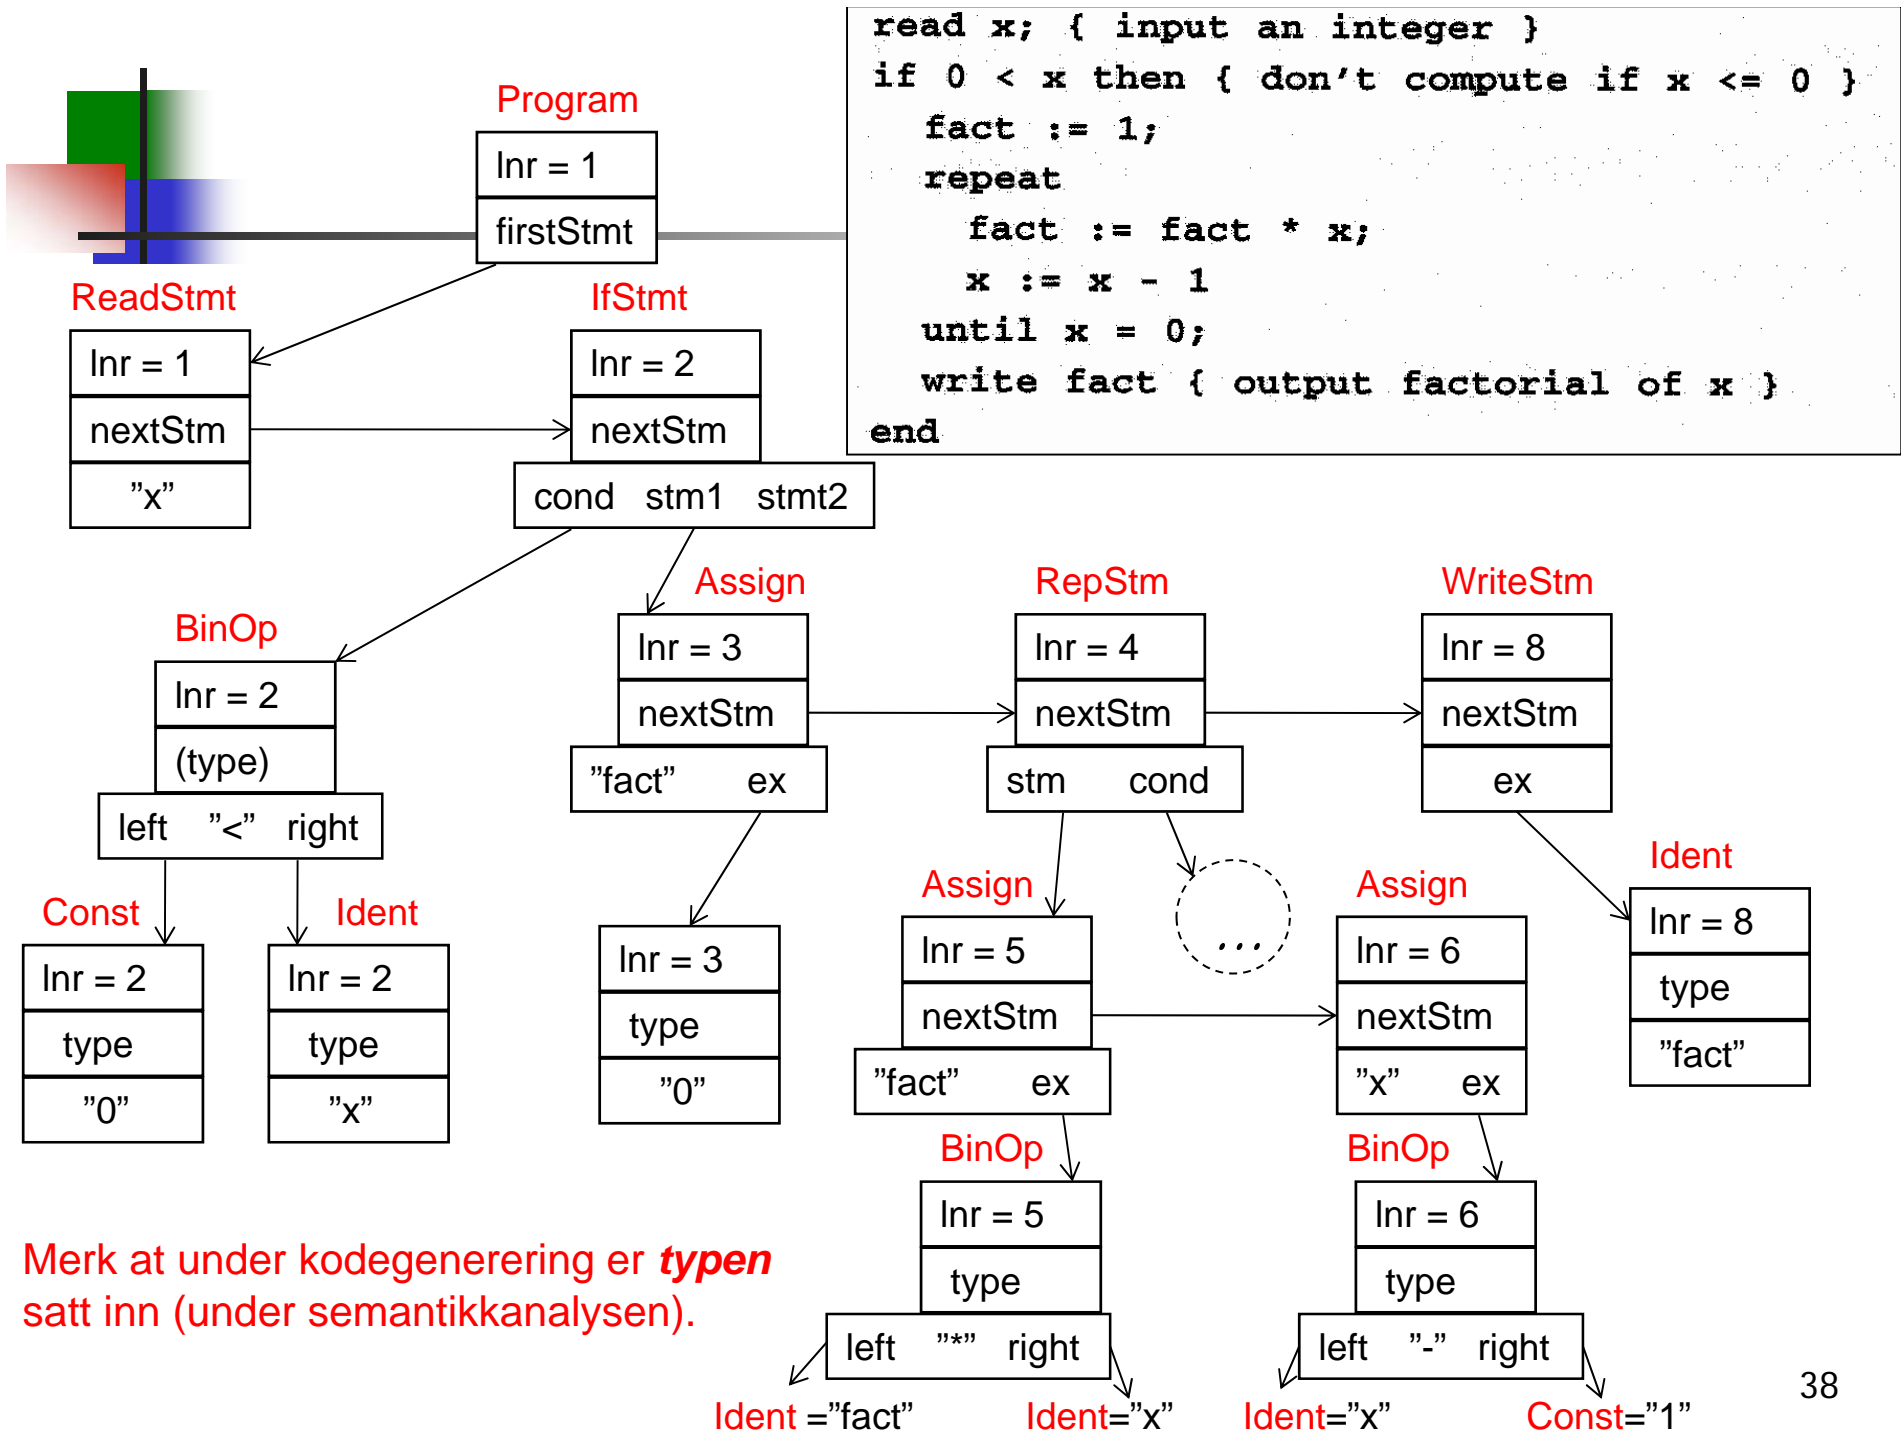 read x; { input an integer }
if 0 < x then { don't compute if x <= 0 }
fact := 1;
repeat
fact := fact * x;
x := x - 1
until x = 0;
write fact { output factorial of x }
end
Program
lnr = 1
firstStmt
ReadStmt
lnr = 1
nextStm
”x”
IfStmt
lnr = 2
nextStm
cond stm1 stmt2
BinOp
lnr = 2
(type)
left ”<” right
Const
lnr = 2
type
”0”
Ident
lnr = 2
type
”x”
Assign
lnr = 3
nextStm
”fact” ex
lnr = 3
type
”0”
RepStm
lnr = 4
nextStm
stm cond
Assign
lnr = 5
nextStm
”fact” ex
...
Assign
lnr = 6
nextStm
”x” ex
WriteStm
lnr = 8
nextStm
ex
Ident
lnr = 8
type
”fact”
BinOp
lnr = 5
type
left ”*” right
Ident =”fact”
Ident=”x”
BinOp
lnr = 6
type
left ”-” right
Ident=”x”
Const=”1”
Merk at under kodegenerering er typen
satt inn (under semantikkanalysen).
38